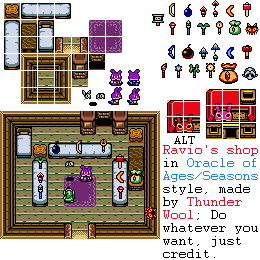 ALT
Ravio's shop
in Oracle of
Ages/Seasons
style, made
by Thunder
Wool; Do
whatever you
want, just
credit.